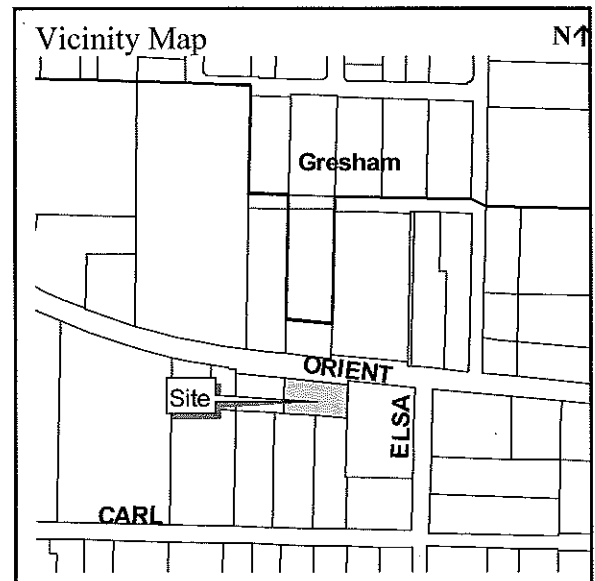 Vicinity Map N↑
Gresham
ORIENT
Site
ELSA
CARL